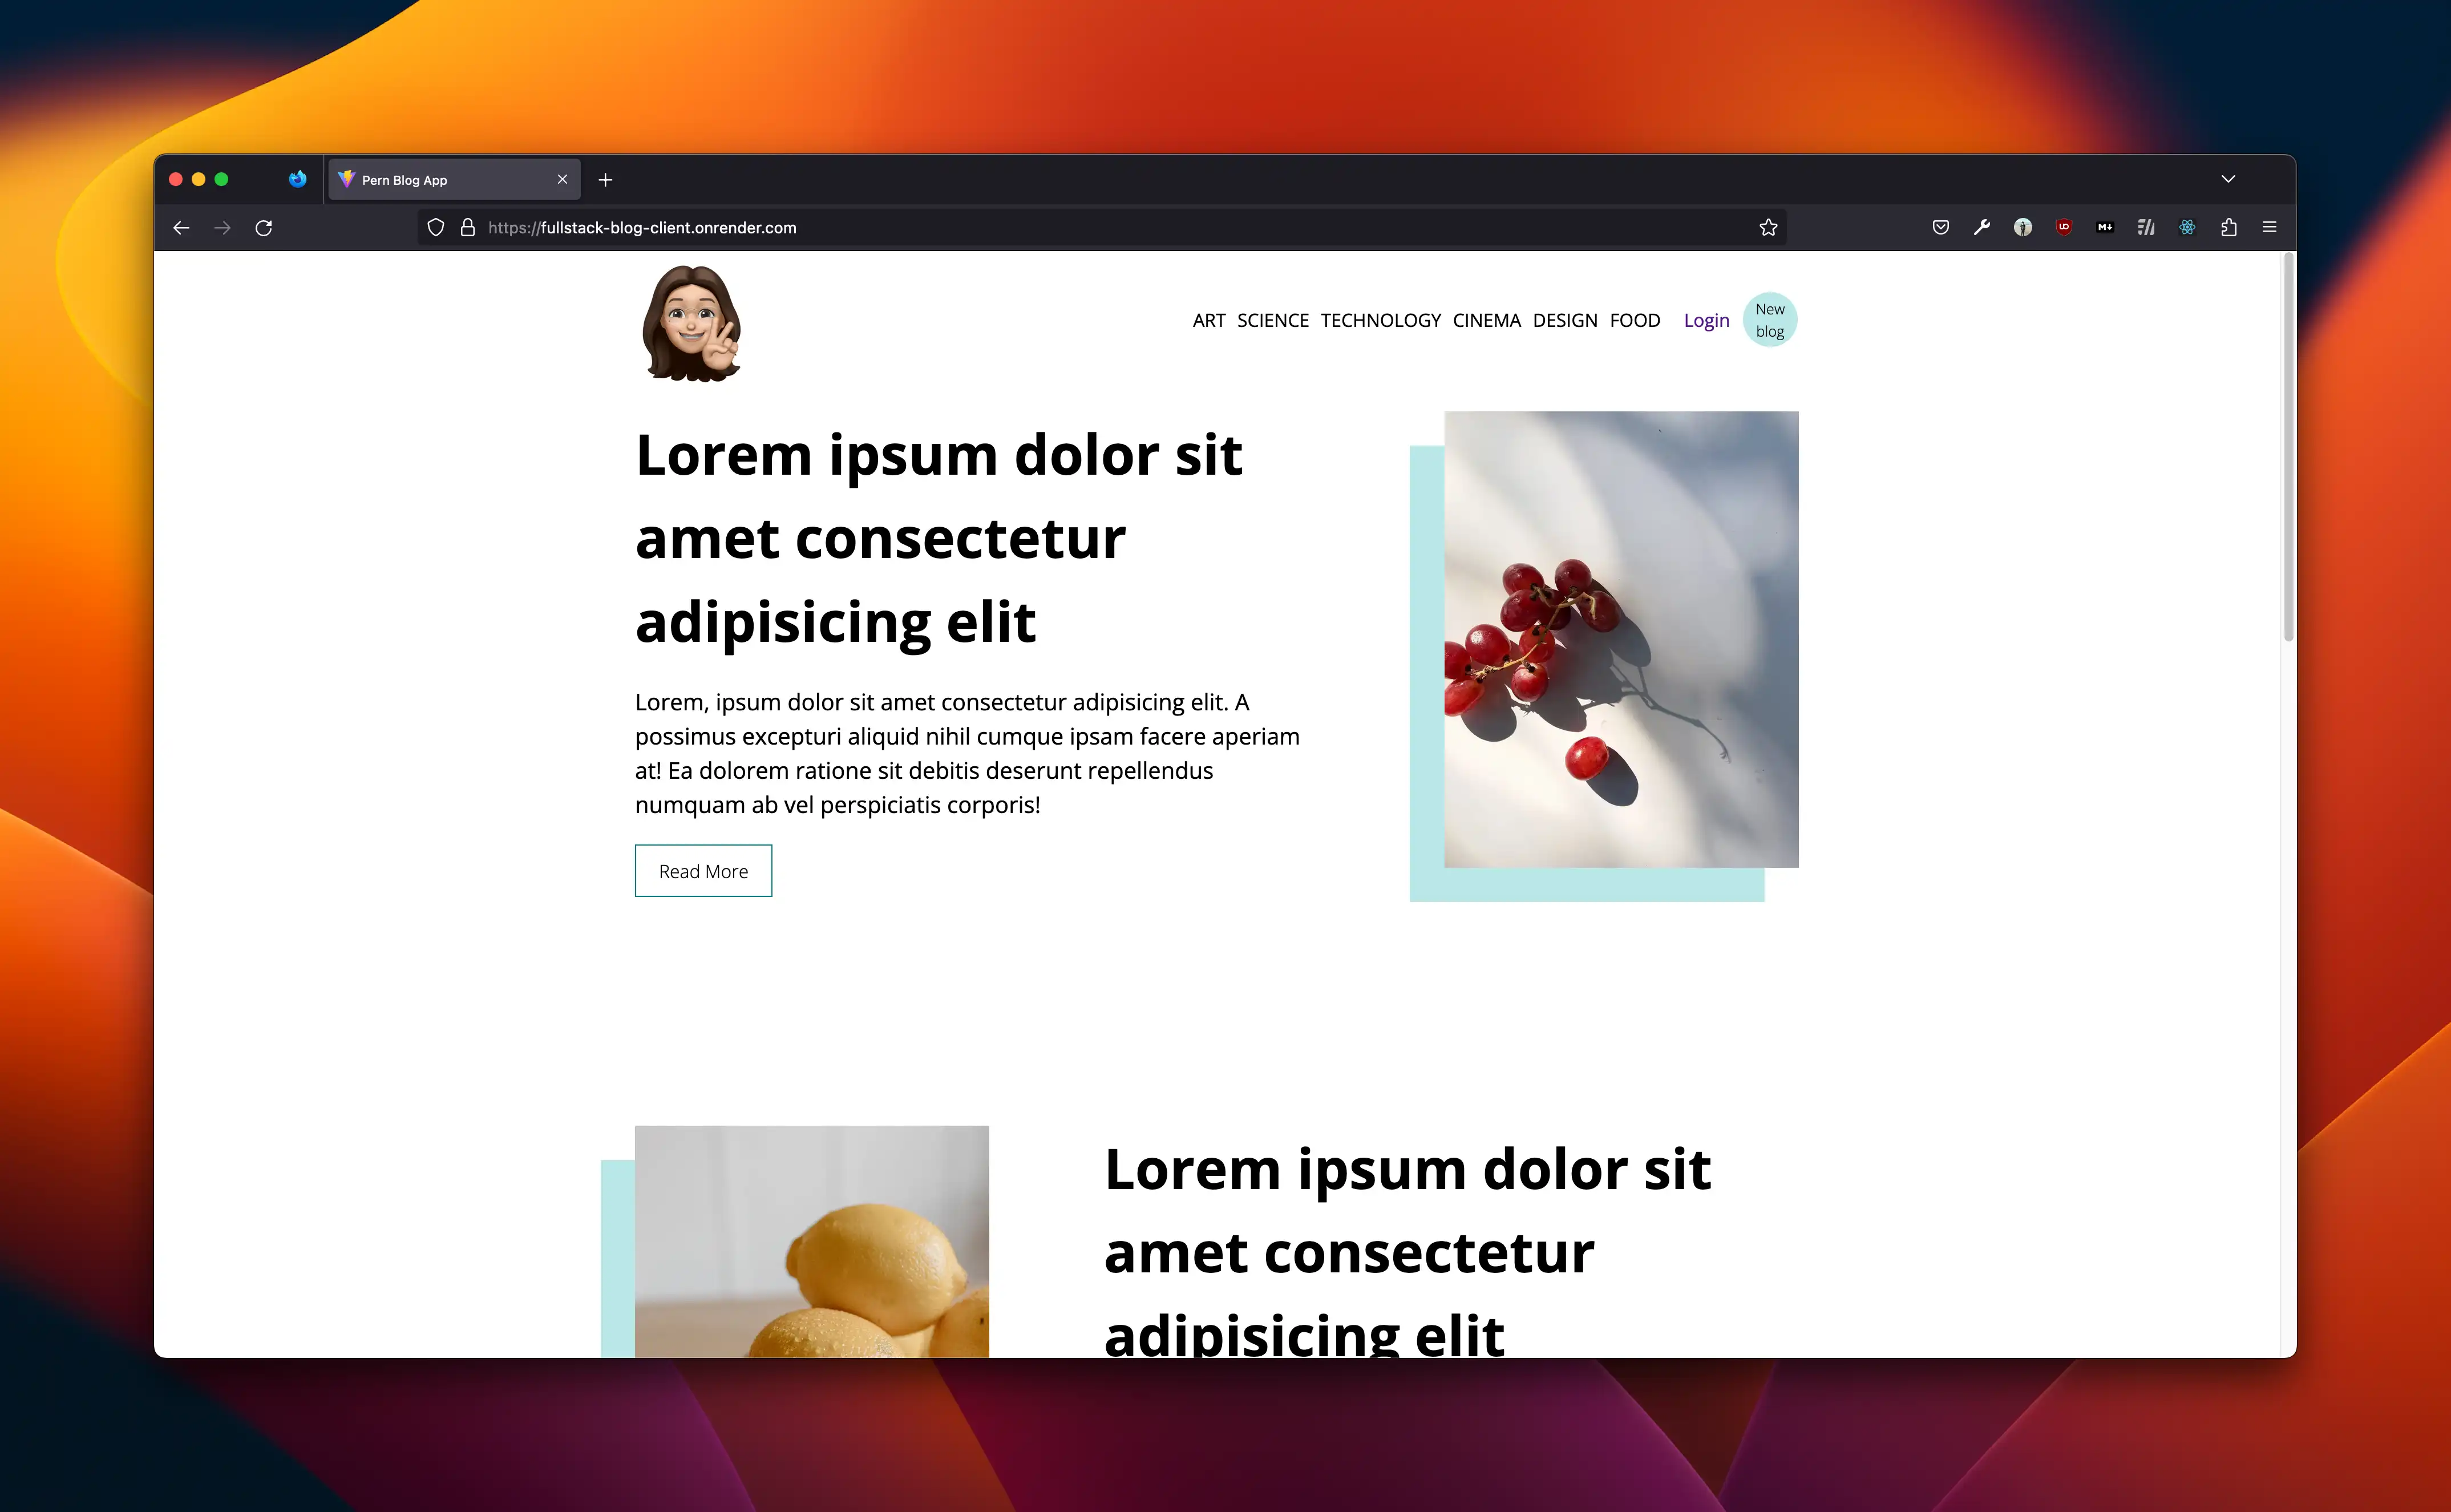 Pern Blog App
https://fullstack-blog-client.onrender.com
ART SCIENCE TECHNOLOGY CINEMA DESIGN FOOD Login
New
blog
Lorem ipsum dolor sit
amet consectetur
adipisicing elit
Lorem, ipsum dolor sit amet consectetur adipisicing elit. A
possimus excepturi aliquid nihil cumque ipsam facere aperiam
at! Ea dolorem ratione sit debitis deserunt repellendus
numquam ab vel perspiciatis corporis!
Read More
Lorem ipsum dolor sit
amet consectetur
adipisicing elit